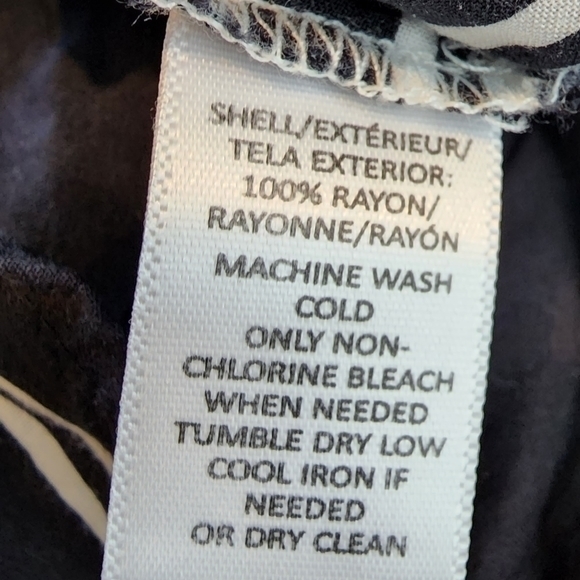 SHELL/EXTÉRIEUR/
TELA EXTERIOR:
100% RAYON/
RAYONNE/RAYÓN
MACHINE WASH
COLD
ONLY NON-
CHLORINE BLEACH
WHEN NEEDED
TUMBLE DRY LOW
COOL IRON IF
NEEDED
OR DRY CLEAN